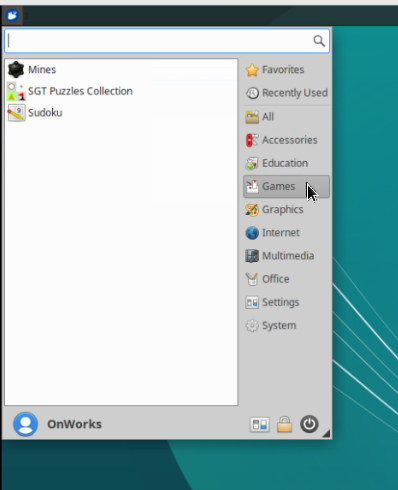 Mines
SGT Puzzles Collection
Sudoku
Favorites
Recently Used
All
Accessories
Education
Games
Graphics
Internet
Multimedia
Office
Settings
System
OnWorks